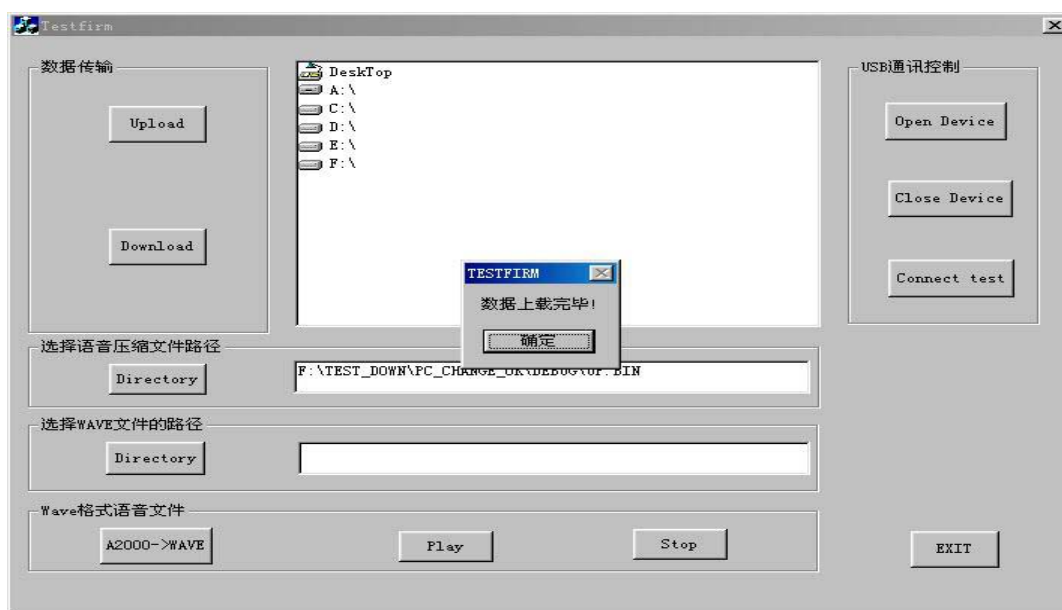 Testfirm
数据传输
Upload
Download
DeskTop
A:\
C:\
D:\
E:\
F:\
USB通讯控制
Open Device
Close Device
Connect test
TESTFIRM
数据上载完毕!
确定
选择语音压缩文件路径
Directory
F:\TEST_DOWN\PC_CHANGE_OK\DEBUG\UP.BIN
选择WAVE文件的路径
Directory
Wave格式语音文件
A2000->WAVE
Play
Stop
EXIT